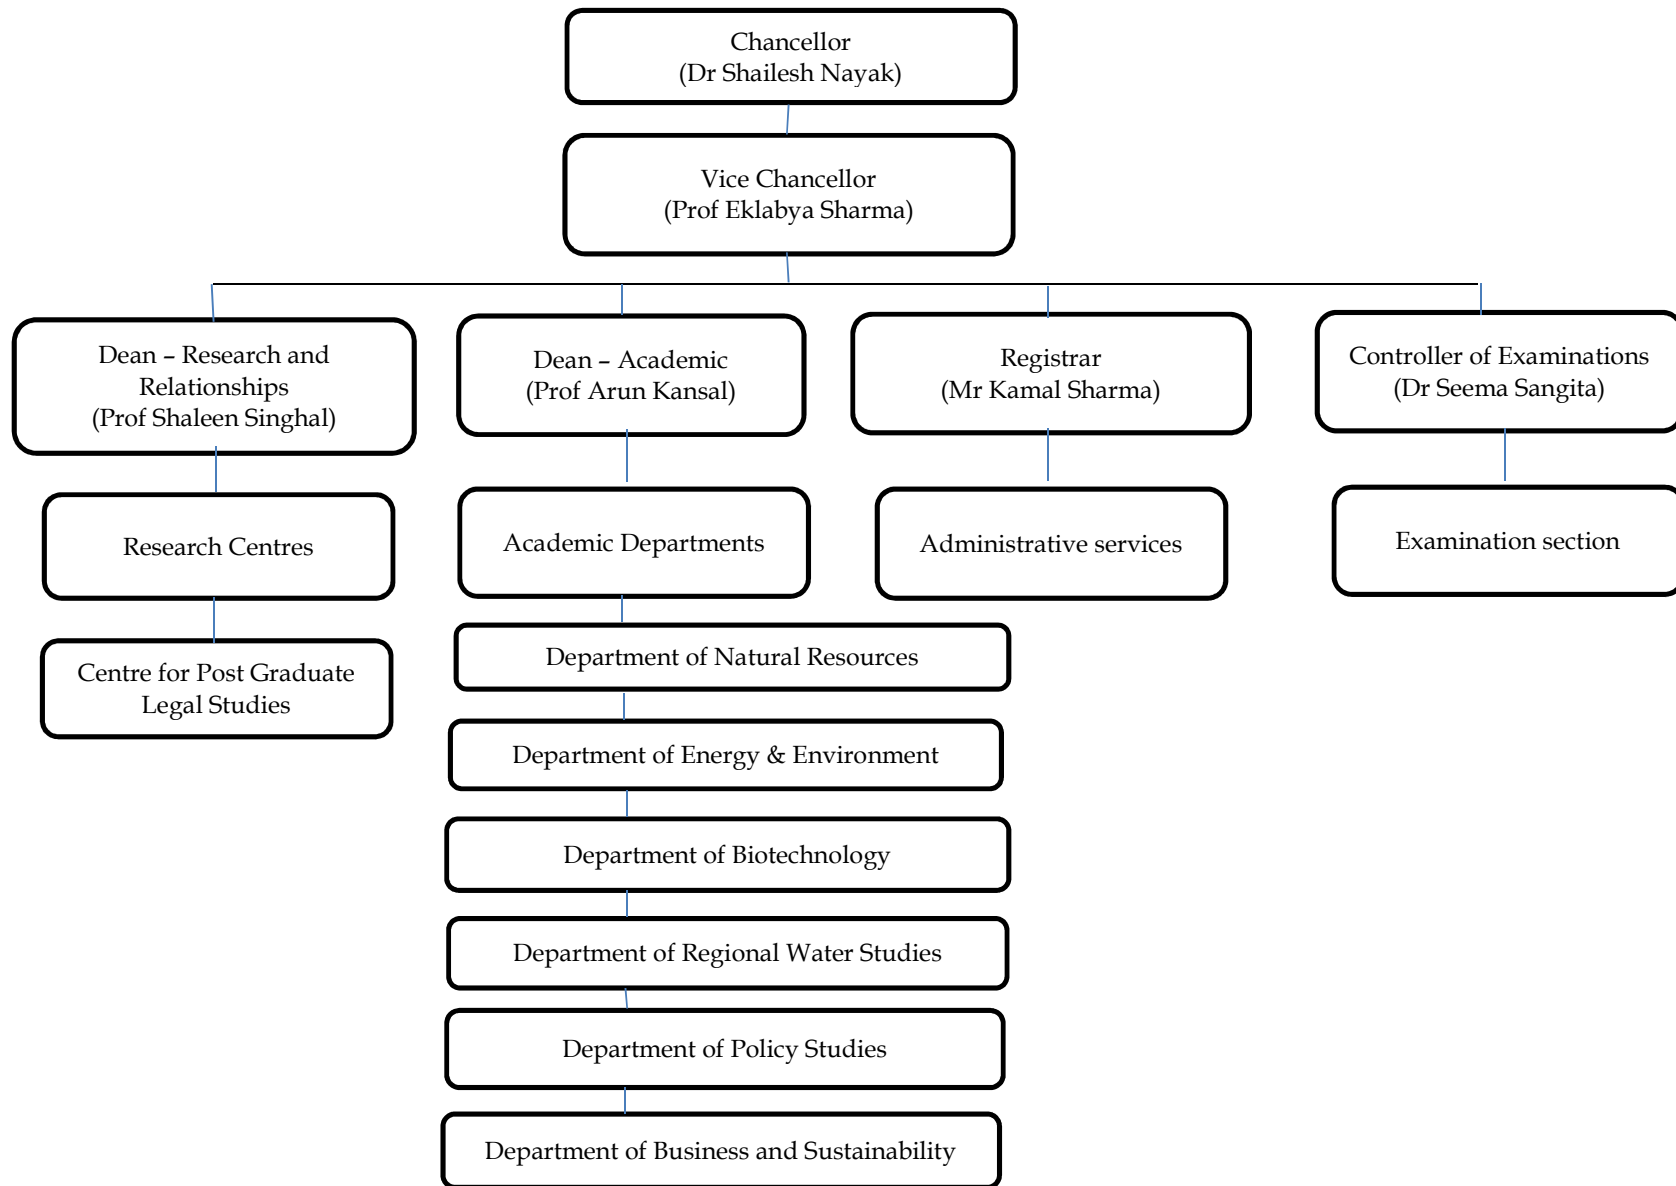 Chancellor
(Dr Shailesh Nayak)
Vice Chancellor
(Prof Eklabya Sharma)
Dean – Research and
Relationships
(Prof Shaleen Singhal)
Dean – Academic
(Prof Arun Kansal)
Registrar
(Mr Kamal Sharma)
Controller of Examinations
(Dr Seema Sangita)
Research Centres
Academic Departments
Administrative services
Examination section
Centre for Post Graduate
Legal Studies
Department of Natural Resources
Department of Energy & Environment
Department of Biotechnology
Department of Regional Water Studies
Department of Policy Studies
Department of Business and Sustainability